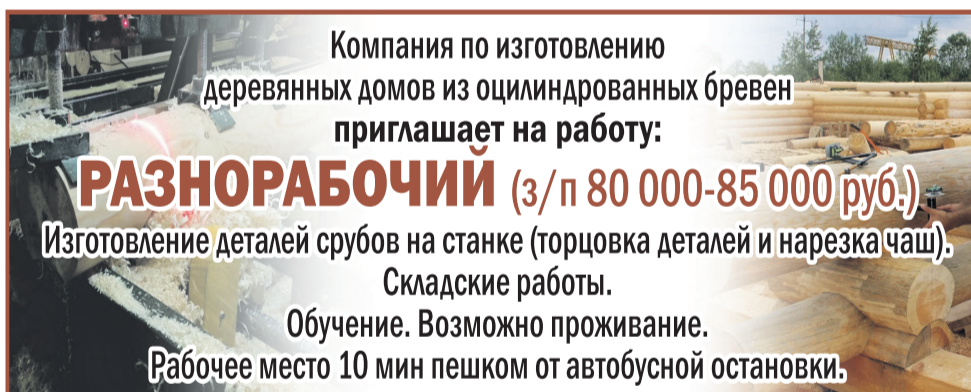 Компания по изготовлению
деревянных домов из оцилиндрованных бревен
приглашает на работу:
РАЗНОРАБОЧИЙ (з/п 80 000-85 000 руб.)
Изготовление деталей срубов на станке (торцовка деталей и нарезка чаш).
Складские работы.
Обучение. Возможно проживание.
Рабочее место 10 мин пешком от автобусной остановки.